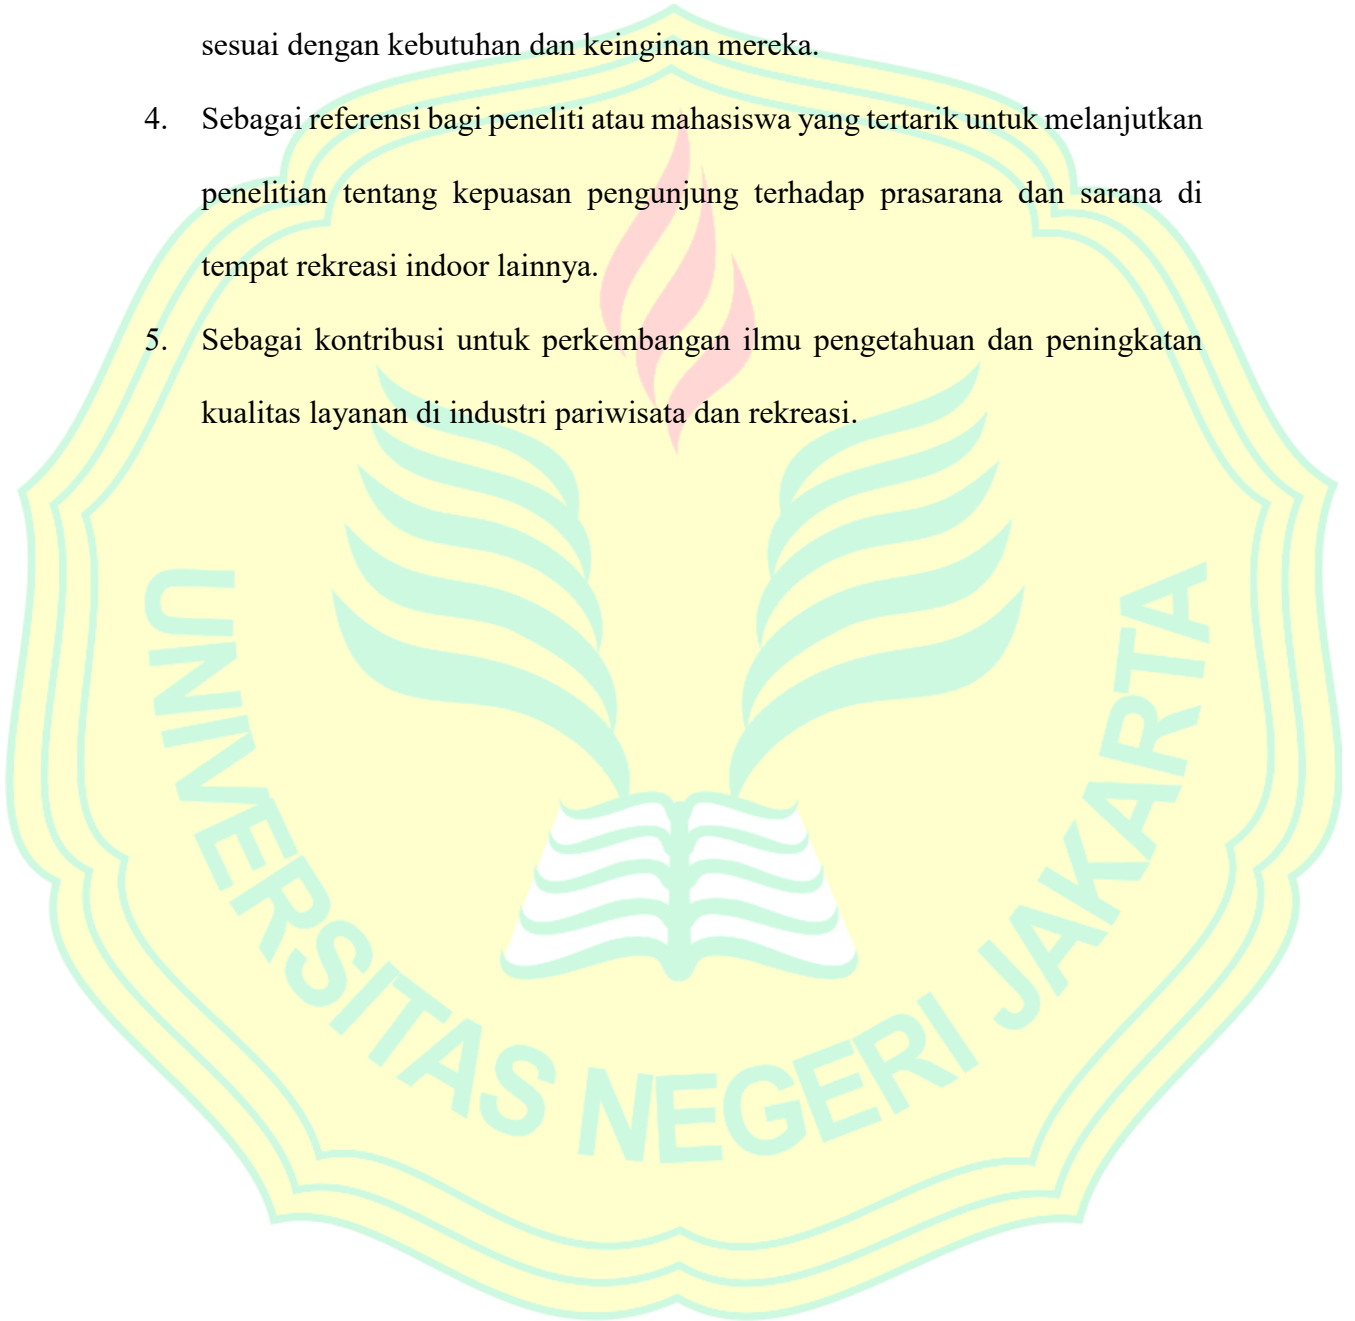 sesuai dengan kebutuhan dan keinginan mereka.
4. Sebagai referensi bagi peneliti atau mahasiswa yang tertarik untuk melanjutkan
penelitian tentang kepuasan pengunjung terhadap prasarana dan sarana di
tempat rekreasi indoor lainnya.
5. Sebagai kontribusi untuk perkembangan ilmu pengetahuan dan peningkatan
kualitas layanan di industri pariwisata dan rekreasi.
UNIVERSITAS NEGERI JAKARTA